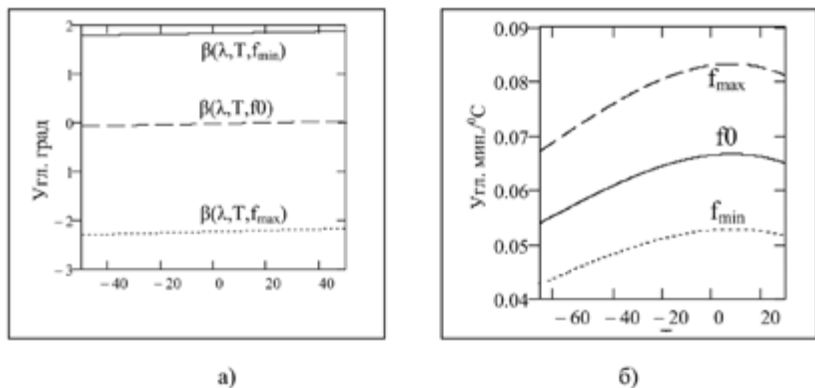 2
1
0
1
−2
−3
Угл. град
β(λ,T,fmin)
β(λ,T,f0)
β(λ,T,fmax)
−40 −20 0 20 40
а)
0.09
0.08
0.07
0.06
0.05
0.04
Угл. мин./⁰C
fmax
f0
fmin
−60 −40 −20 0 20
б)